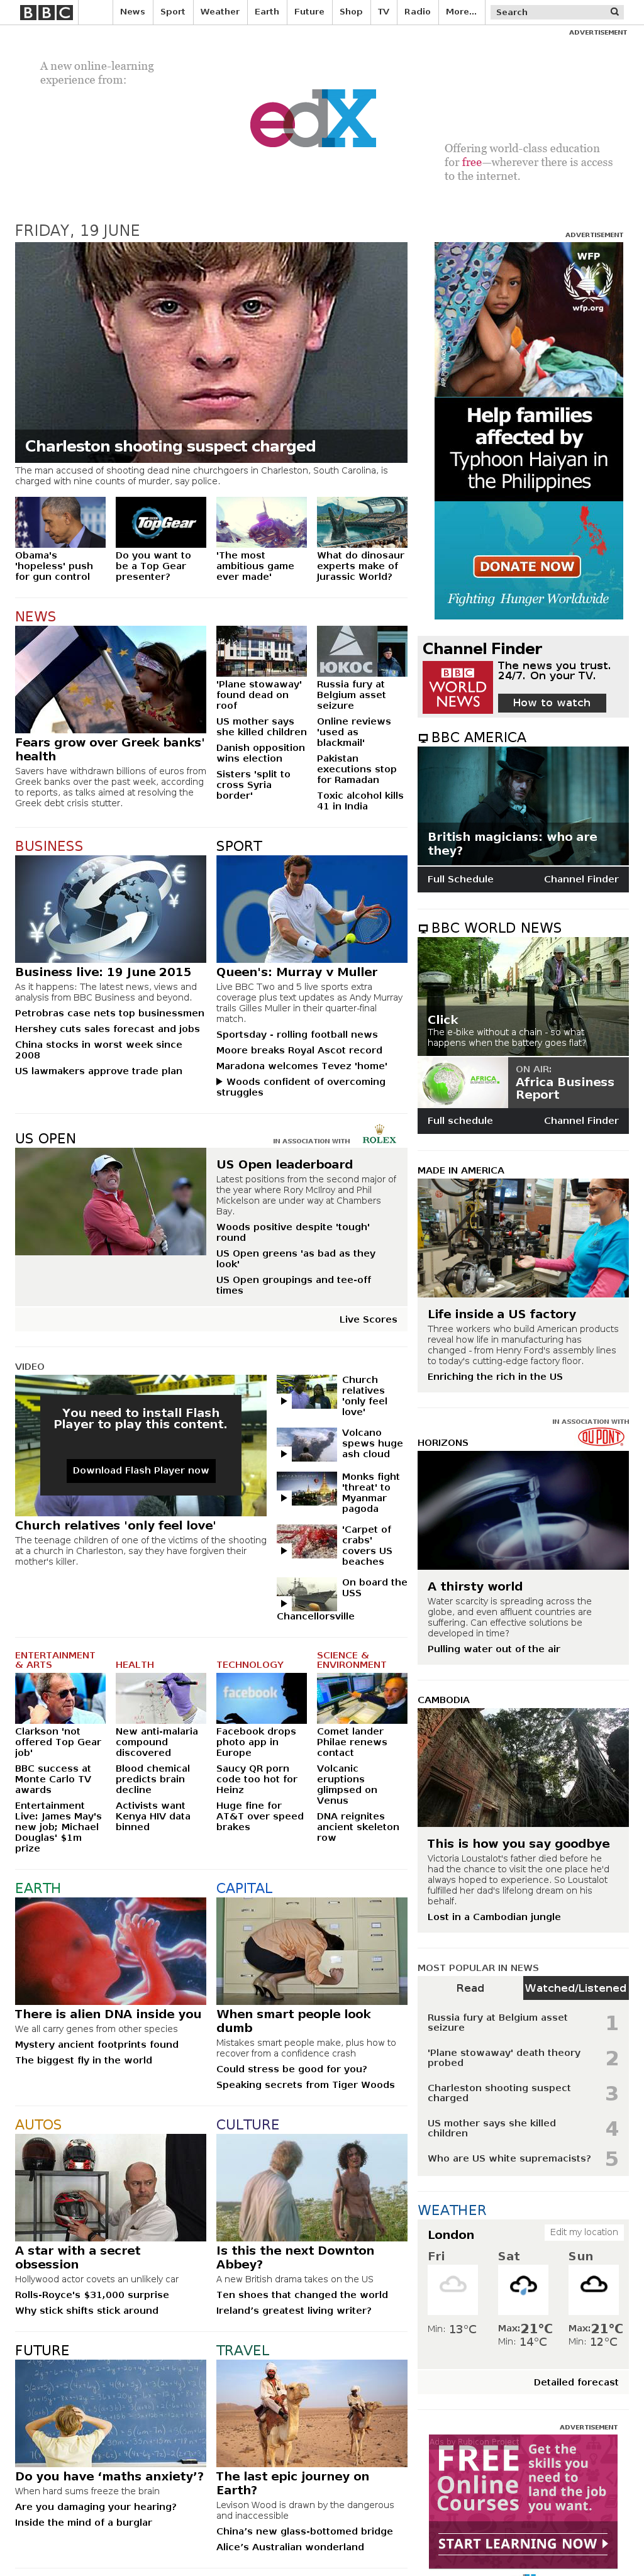 BBC
News
Sport
Weather
Earth
Future
Shop
TV
Radio
More...
Search
ADVERTISEMENT
A new online-learning
experience from:
edX
Offering world-class education
for free—wherever there is access
to the internet.
FRIDAY, 19 JUNE
Charleston shooting suspect charged
The man accused of shooting dead nine churchgoers in Charleston, South Carolina, is
charged with nine counts of murder, say police.
Obama's
'hopeless' push
for gun control
TopGear
Do you want to
be a Top Gear
presenter?
'The most
ambitious game
ever made'
What do dinosaur
experts make of
Jurassic World?
NEWS
Fears grow over Greek banks'
health
Savers have withdrawn billions of euros from
Greek banks over the past week, according
to reports, as talks aimed at resolving the
Greek debt crisis stutter.
'Plane stowaway'
found dead on
roof
US mother says
she killed children
Danish opposition
wins election
Sisters 'split to
cross Syria
border'
ЮКОС
Russia fury at
Belgium asset
seizure
Online reviews
'used as
blackmail'
Pakistan
executions stop
for Ramadan
Toxic alcohol kills
41 in India
BUSINESS
Business live: 19 June 2015
As it happens: The latest news, views and
analysis from BBC Business and beyond.
Petrobras case nets top businessmen
Hershey cuts sales forecast and jobs
China stocks in worst week since
2008
US lawmakers approve trade plan
SPORT
Queen's: Murray v Muller
Live BBC Two and 5 live sports extra
coverage plus text updates as Andy Murray
trails Gilles Muller in their quarter-final
match.
Sportsday - rolling football news
Moore breaks Royal Ascot record
Maradona welcomes Tevez 'home'
Woods confident of overcoming
struggles
US OPEN
IN ASSOCIATION WITH
ROLEX
US Open leaderboard
Latest positions from the second major of
the year where Rory McIlroy and Phil
Mickelson are under way at Chambers
Bay.
Woods positive despite 'tough'
round
US Open greens 'as bad as they
look'
US Open groupings and tee-off
times
Live Scores
VIDEO
You need to install Flash
Player to play this content.
Download Flash Player now
Church relatives 'only feel love'
The teenage children of one of the victims of the shooting
at a church in Charleston, say they have forgiven their
mother's killer.
Church
relatives
'only feel
love'
Volcano
spews huge
ash cloud
Monks fight
'threat' to
Myanmar
pagoda
'Carpet of
crabs'
covers US
beaches
On board the
USS
Chancellorsville
ENTERTAINMENT
& ARTS
Clarkson 'not
offered Top Gear
job'
BBC success at
Monte Carlo TV
awards
Entertainment
Live: James May's
new job; Michael
Douglas' $1m
prize
HEALTH
New anti-malaria
compound
discovered
Blood chemical
predicts brain
decline
Activists want
Kenya HIV data
binned
TECHNOLOGY
facebook
Facebook drops
photo app in
Europe
Saucy QR porn
code too hot for
Heinz
Huge fine for
AT&T over speed
brakes
SCIENCE &
ENVIRONMENT
Comet lander
Philae renews
contact
Volcanic
eruptions
glimpsed on
Venus
DNA reignites
ancient skeleton
row
EARTH
There is alien DNA inside you
We all carry genes from other species
Mystery ancient footprints found
The biggest fly in the world
CAPITAL
When smart people look
dumb
Mistakes smart people make, plus how to
recover from a confidence crash
Could stress be good for you?
Speaking secrets from Tiger Woods
AUTOS
A star with a secret
obsession
Hollywood actor covets an unlikely car
Rolls-Royce's $31,000 surprise
Why stick shifts stick around
CULTURE
Is this the next Downton
Abbey?
A new British drama takes on the US
Ten shoes that changed the world
Ireland's greatest living writer?
FUTURE
Do you have ‘maths anxiety’?
When hard sums freeze the brain
Are you damaging your hearing?
Inside the mind of a burglar
TRAVEL
The last epic journey on
Earth?
Levison Wood is drawn by the dangerous
and inaccessible
China’s new glass-bottomed bridge
Alice’s Australian wonderland
ADVERTISEMENT
WFP
wfp.org
Help families
affected by
Typhoon Haiyan in
the Philippines
DONATE NOW
Fighting Hunger Worldwide
Channel Finder
BBC
WORLD
NEWS
The news you trust.
24/7. On your TV.
How to watch
BBC AMERICA
British magicians: who are
they?
Full Schedule
Channel Finder
BBC WORLD NEWS
Click
The e-bike without a chain - so what
happens when the battery goes flat?
AFRICA
ON AIR:
Africa Business
Report
Full schedule
Channel Finder
MADE IN AMERICA
Life inside a US factory
Three workers who build American products
reveal how life in manufacturing has
changed - from Henry Ford's assembly lines
to today's cutting-edge factory floor.
Enriching the rich in the US
IN ASSOCIATION WITH
HORIZONS
DUPONT
A thirsty world
Water scarcity is spreading across the
globe, and even affluent countries are
suffering. Can effective solutions be
developed in time?
Pulling water out of the air
CAMBODIA
This is how you say goodbye
Victoria Loustalot's father died before he
had the chance to visit the one place he'd
always hoped to experience. So Loustalot
fulfilled her dad's lifelong dream on his
behalf.
Lost in a Cambodian jungle
MOST POPULAR IN NEWS
Read
Watched/Listened
Russia fury at Belgium asset
seizure
1
'Plane stowaway' death theory
probed
2
Charleston shooting suspect
charged
3
US mother says she killed
children
4
Who are US white supremacists?
5
WEATHER
London
Edit my location
Fri
Sat
Sun
Min: 13°C
Max:21°C
Min: 14°C
Max:21°C
Min: 12°C
Detailed forecast
ADVERTISEMENT
Ads by Rubicon Project
FREE
Online
Courses
Get the
skills you
need to
land the job
you want.
START LEARNING NOW